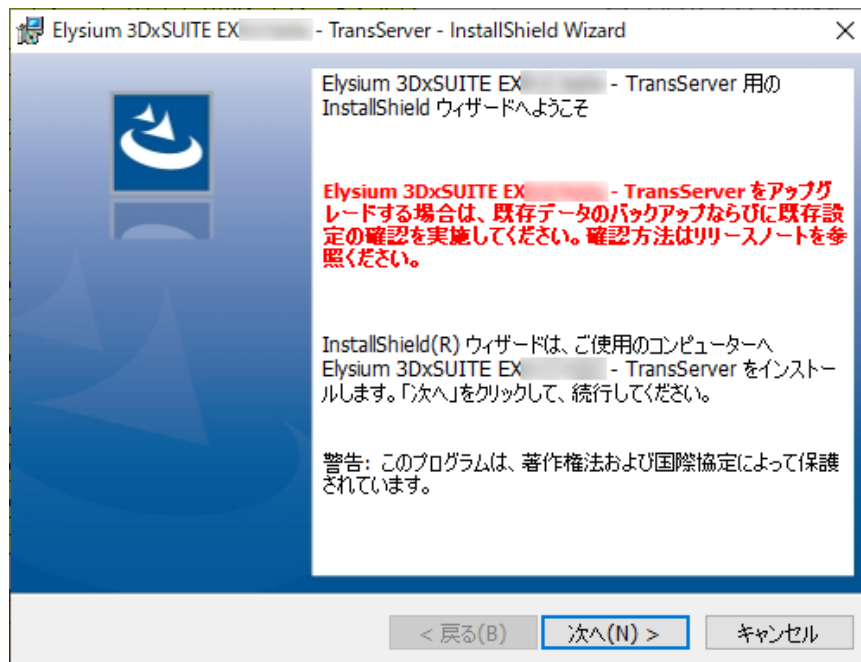 Elysium 3DxSUITE EX - TransServer - InstallShield Wizard
Elysium 3DxSUITE EX - TransServer 用の
InstallShield ウィザードへようこそ
Elysium 3DxSUITE EX - TransServer をアップグ
レードする場合は、既存データのバックアップならびに既存設
定の確認を実施してください。確認方法はリリースノートを参
照ください。
InstallShield(R) ウィザードは、ご使用のコンピューターへ
Elysium 3DxSUITE EX - TransServer をインストー
ルします。「次へ」をクリックして、続行してください。
警告: このプログラムは、著作権法および国際協定によって保護
されています。
< 戻る(B) 次へ(N) > キャンセル